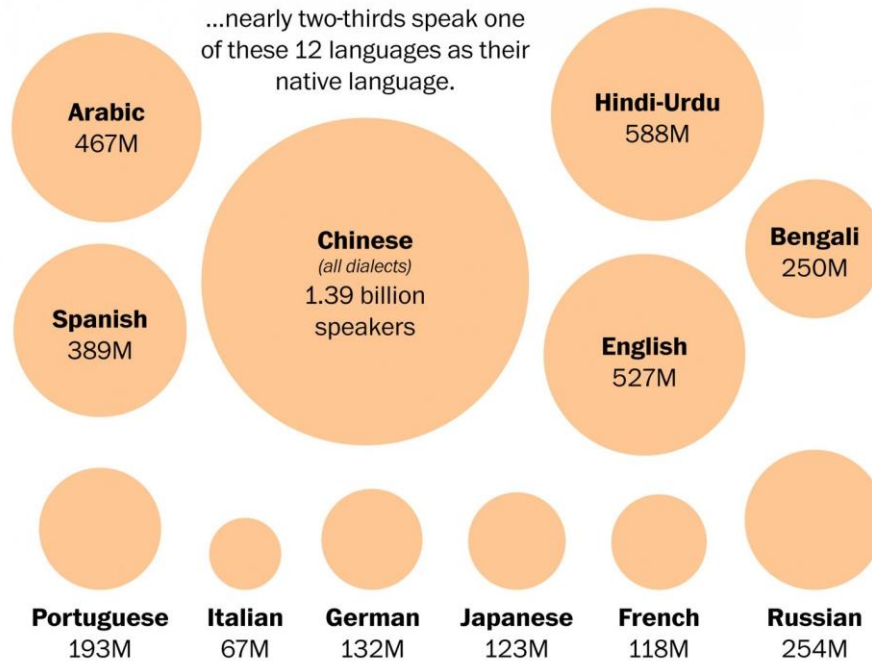 ...nearly two-thirds speak one
of these 12 languages as their
native language.
Arabic
467M
Hindi-Urdu
588M
Chinese
(all dialects)
1.39 billion
speakers
Bengali
250M
Spanish
389M
English
527M
Portuguese
193M
Italian
67M
German
132M
Japanese
123M
French
118M
Russian
254M